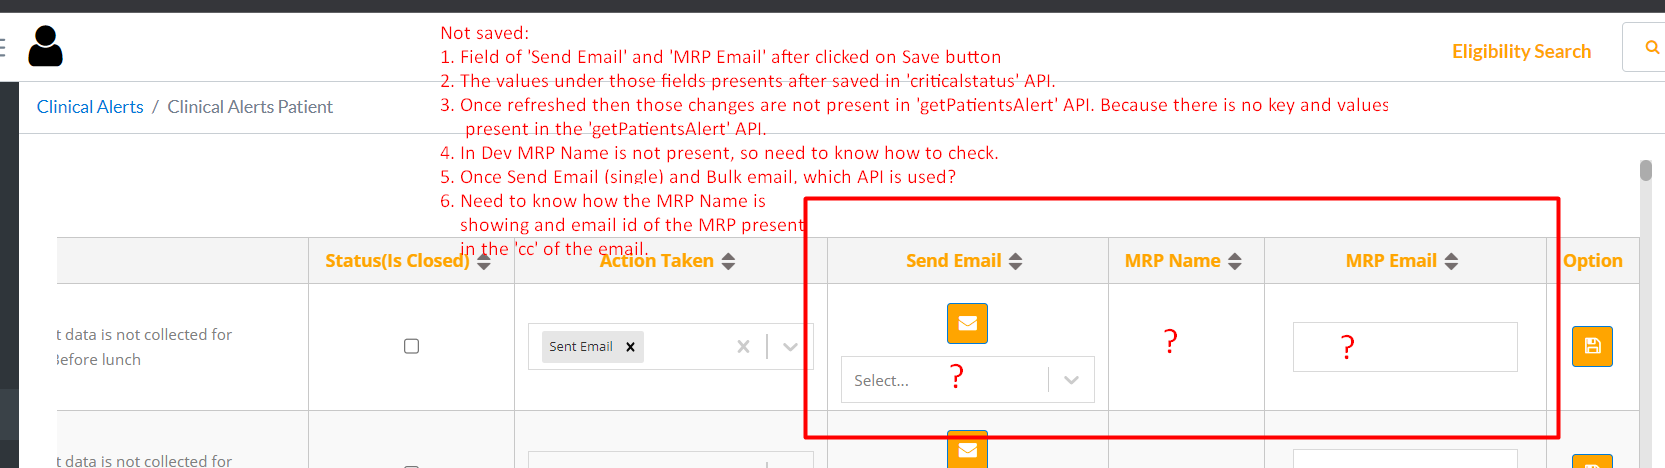 Not saved:
1. Field of 'Send Email' and 'MRP Email' after clicked on Save button
2. The values under those fields presents after saved in 'criticalstatus' API.
3. Once refreshed then those changes are not present in 'getPatientsAlert' API. Because there is no key and values
present in the 'getPatientsAlert' API.
4. In Dev MRP Name is not present, so need to know how to check.
5. Once Send Email (single) and Bulk email, which API is used?
6. Need to know how the MRP Name is
showing and email id of the MRP present
in the 'cc' of the email.
Eligibility Search
Clinical Alerts / Clinical Alerts Patient
Status(Is Closed) Action Taken Send Email MRP Name MRP Email Option
t data is not collected for
Before lunch
Sent Email x
Select... ?
?
?
t data is not collected for